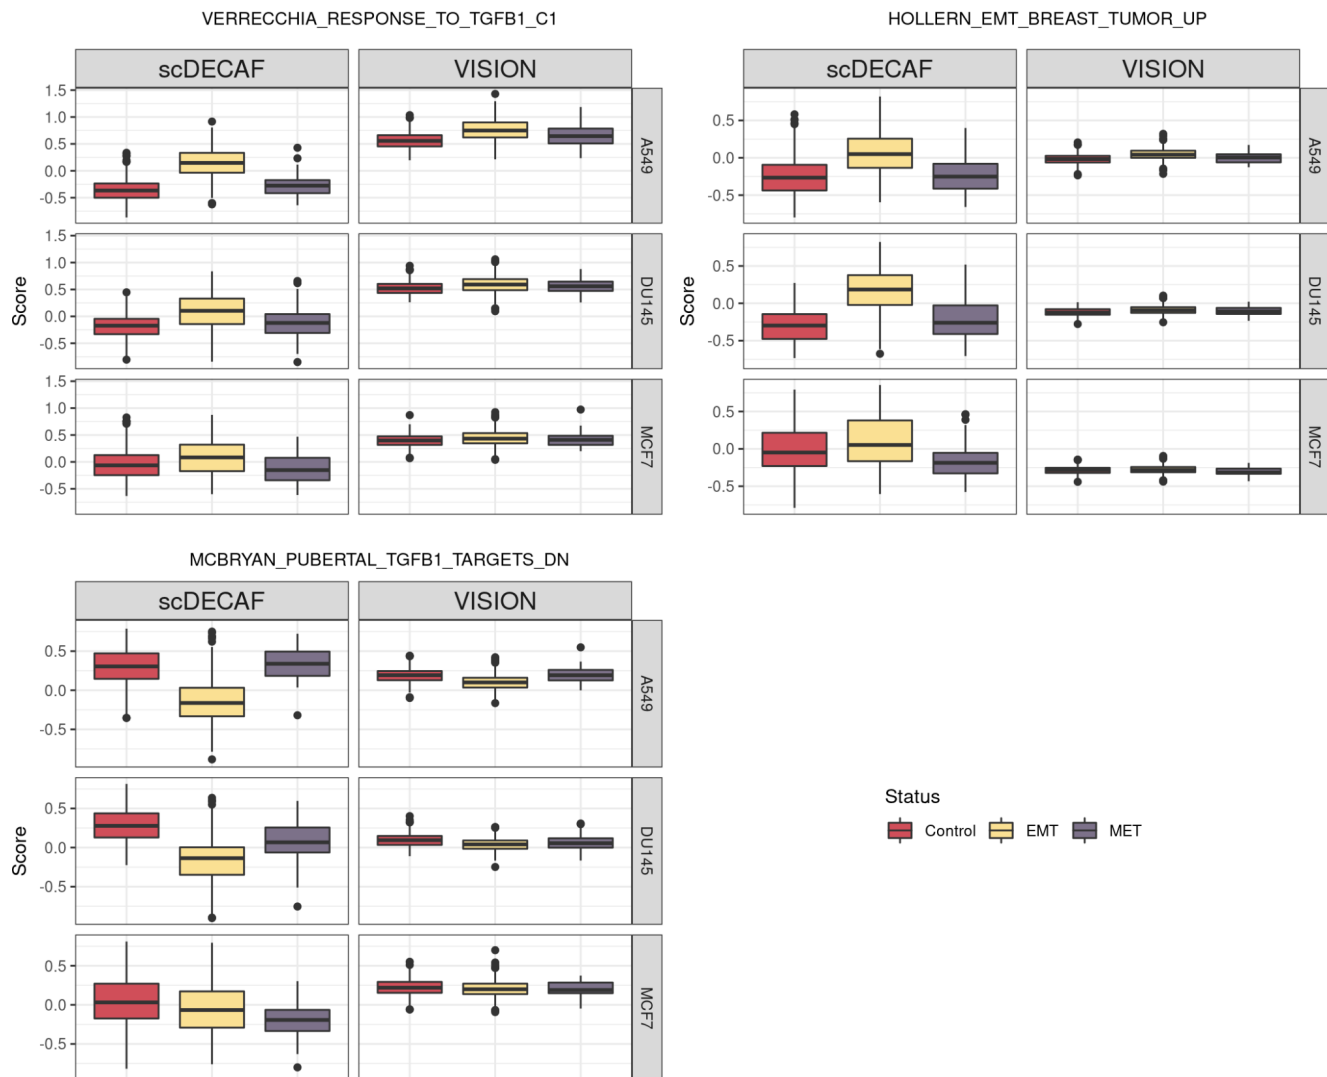 VERRECCHIA_RESPONSE_TO_TGFB1_C1
scDECAF
VISION
Score
1.5
1.0
0.5
0.0
-0.5
A549
1.5
1.0
0.5
0.0
-0.5
DU145
1.5
1.0
0.5
0.0
-0.5
MCF7
HOLLERN_EMT_BREAST_TUMOR_UP
scDECAF
VISION
Score
0.5
0.0
-0.5
A549
0.5
0.0
-0.5
DU145
0.5
0.0
-0.5
MCF7
MCBRYAN_PUBERTAL_TGFB1_TARGETS_DN
scDECAF
VISION
Score
0.5
0.0
-0.5
A549
0.5
0.0
-0.5
DU145
0.5
0.0
-0.5
MCF7
Status
Control EMT MET